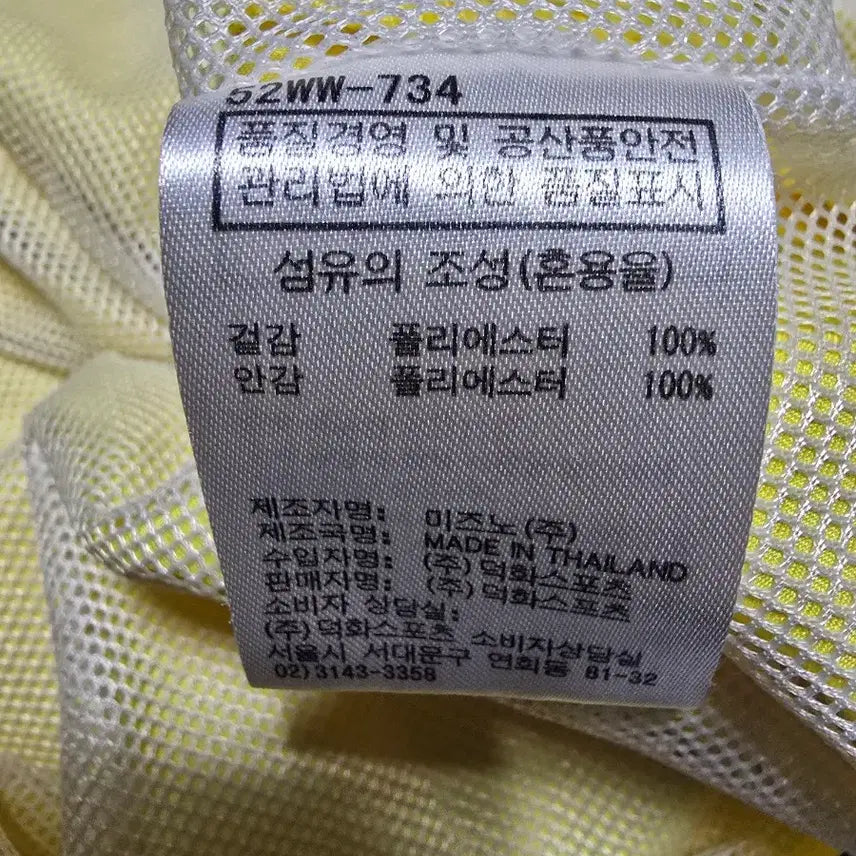 52WW-734
품질경영 및 공산품안전
관리법에 의한 품질표시
섬유의 조성(혼용율)
겉감 폴리에스터 100%
안감 폴리에스터 100%
제조자명: 미즈노(주)
제조국명: MADE IN THAILAND
수입자명: (주)덕화스포츠
판매자명: (주)덕화스포츠
소비자 상담실:
(주)덕화스포츠 소비자상담실
서울시 서대문구 연희동 81-32
02)3143-3358